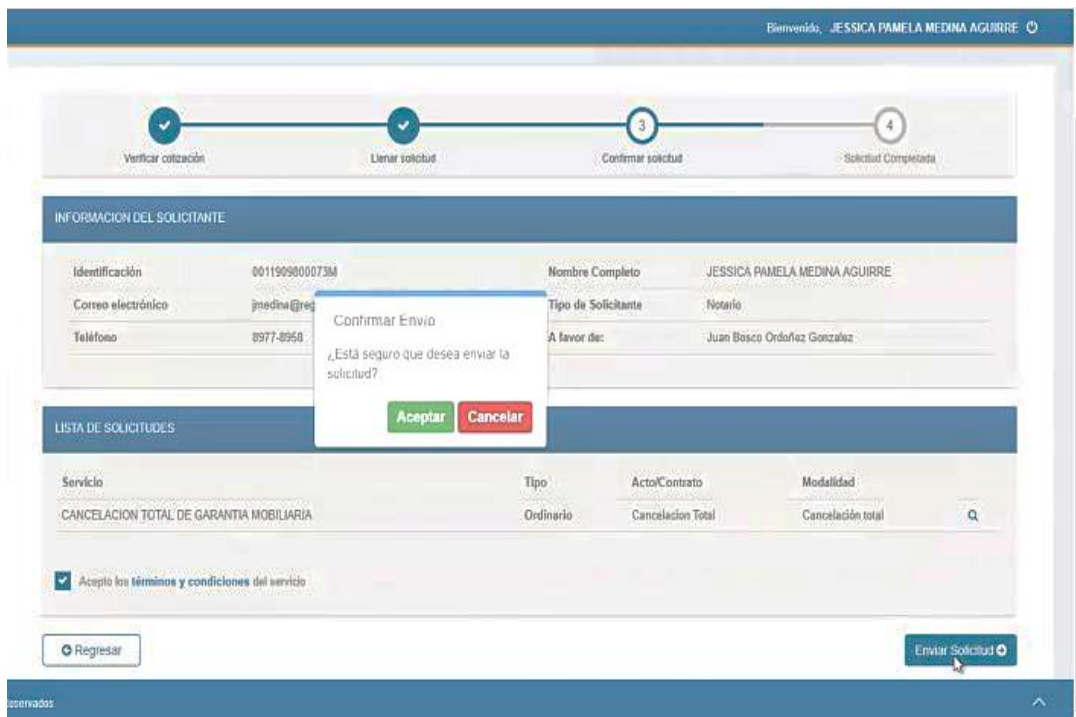 Bienvenido, JESSICA PAMELA MEDINA AGUIRRE
3
4
Verificar cotización
Llenar solicitud
Confirmar solicitud
Solicitud Completada
INFORMACION DEL SOLICITANTE
Identificación 0011909800073M Nombre Completo JESSICA PAMELA MEDINA AGUIRRE
Correo electrónico jmedina@reg Tipo de Solicitante Notario
Teléfono 8977-8958 A favor de: Juan Bosco Ordoñez Gonzalez
Confirmar Envío
¿Está seguro que desea enviar la
solicitud?
Aceptar Cancelar
LISTA DE SOLICITUDES
Servicio Tipo Acto/Contrato Modalidad
CANCELACION TOTAL DE GARANTIA MOBILIARIA Ordinario Cancelacion Total Cancelación total
Acepto los términos y condiciones del servicio
Regresar
Enviar Solicitud
eservados